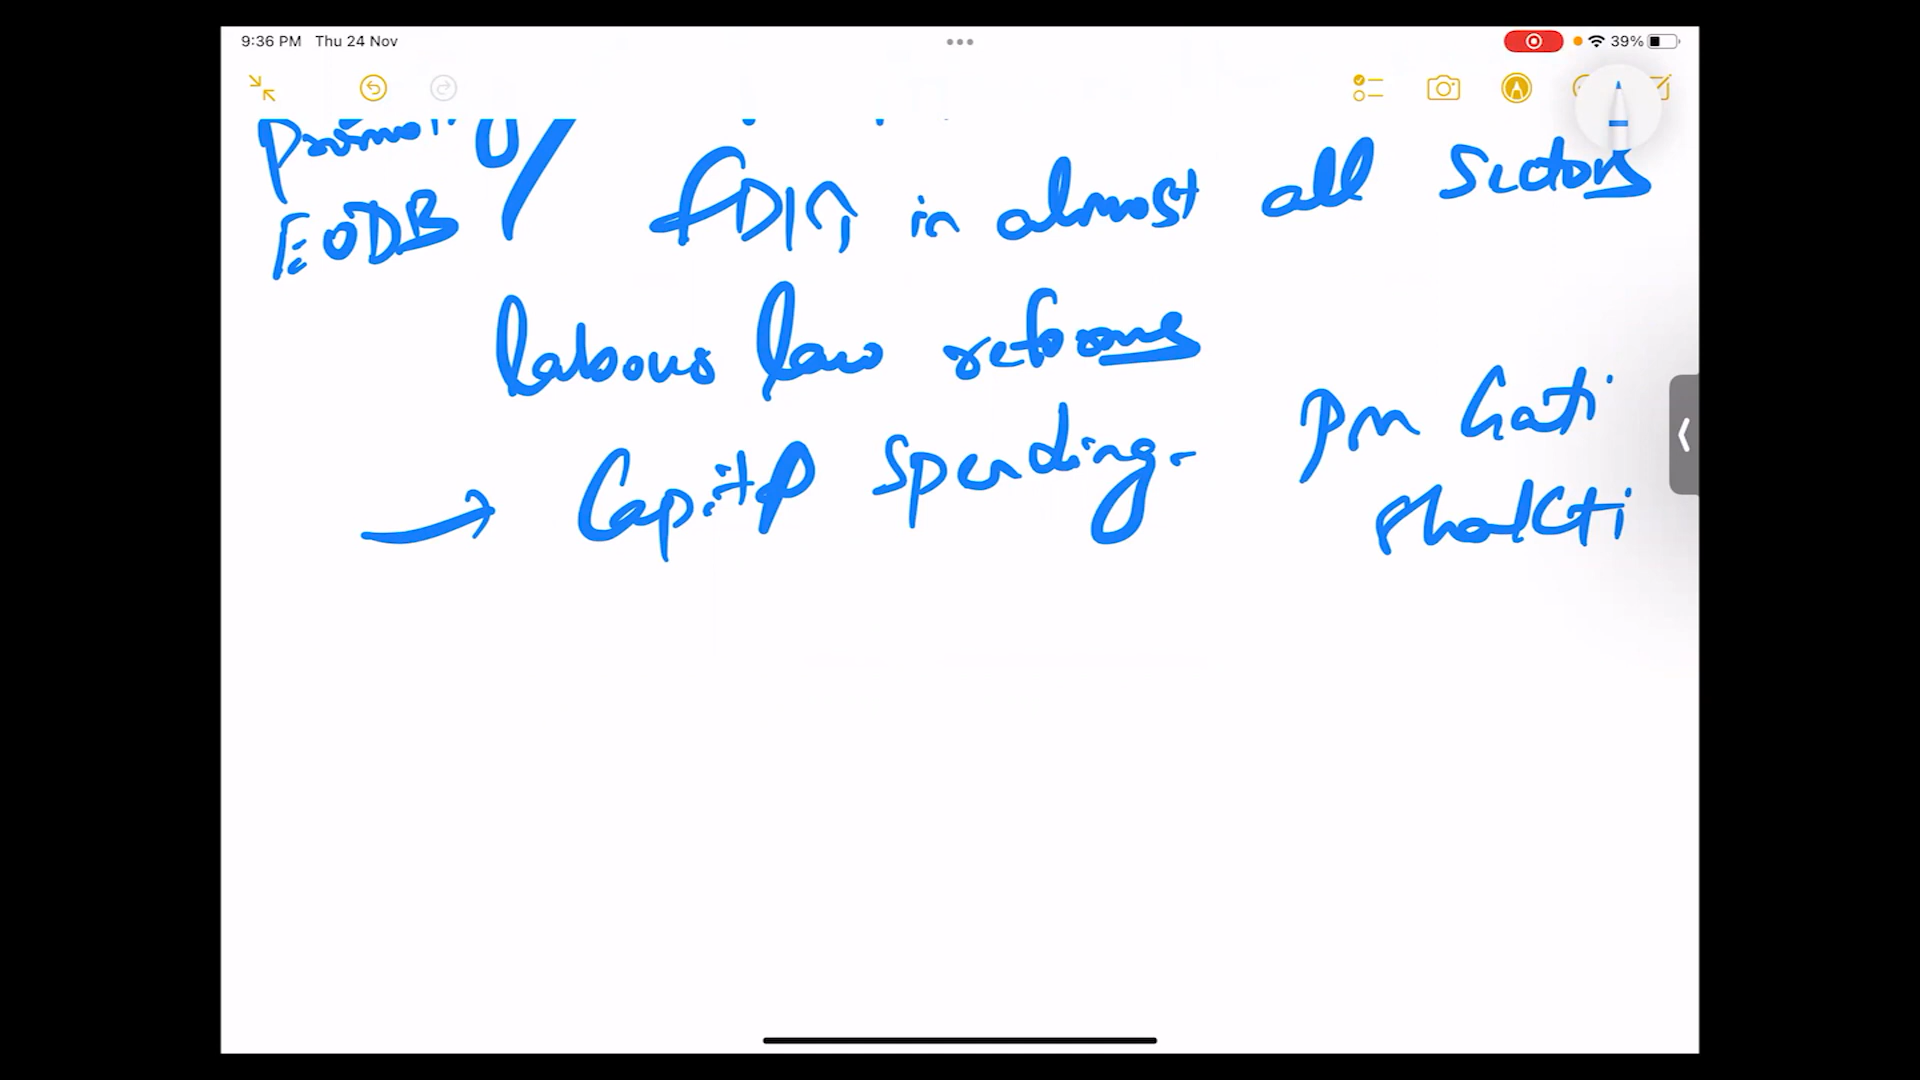 9:36 PM Thu 24 Nov
39%
EODB
FDI↑ in almost all Sectors
labour law reforms
→ Capital Spending - PM Gati
Shakti